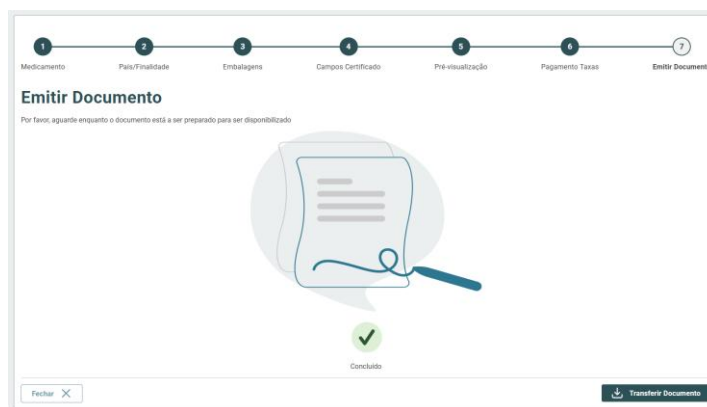 1 2 3 4 5 6 7
Medicamento País/Finalidade Embalagens Campos Certificado Pré-visualização Pagamento Taxas Emitir Document
Emitir Documento
Por favor, aguarde enquanto o documento está a ser preparado para ser disponibilizado
Concluído
Fechar Transferir Documento